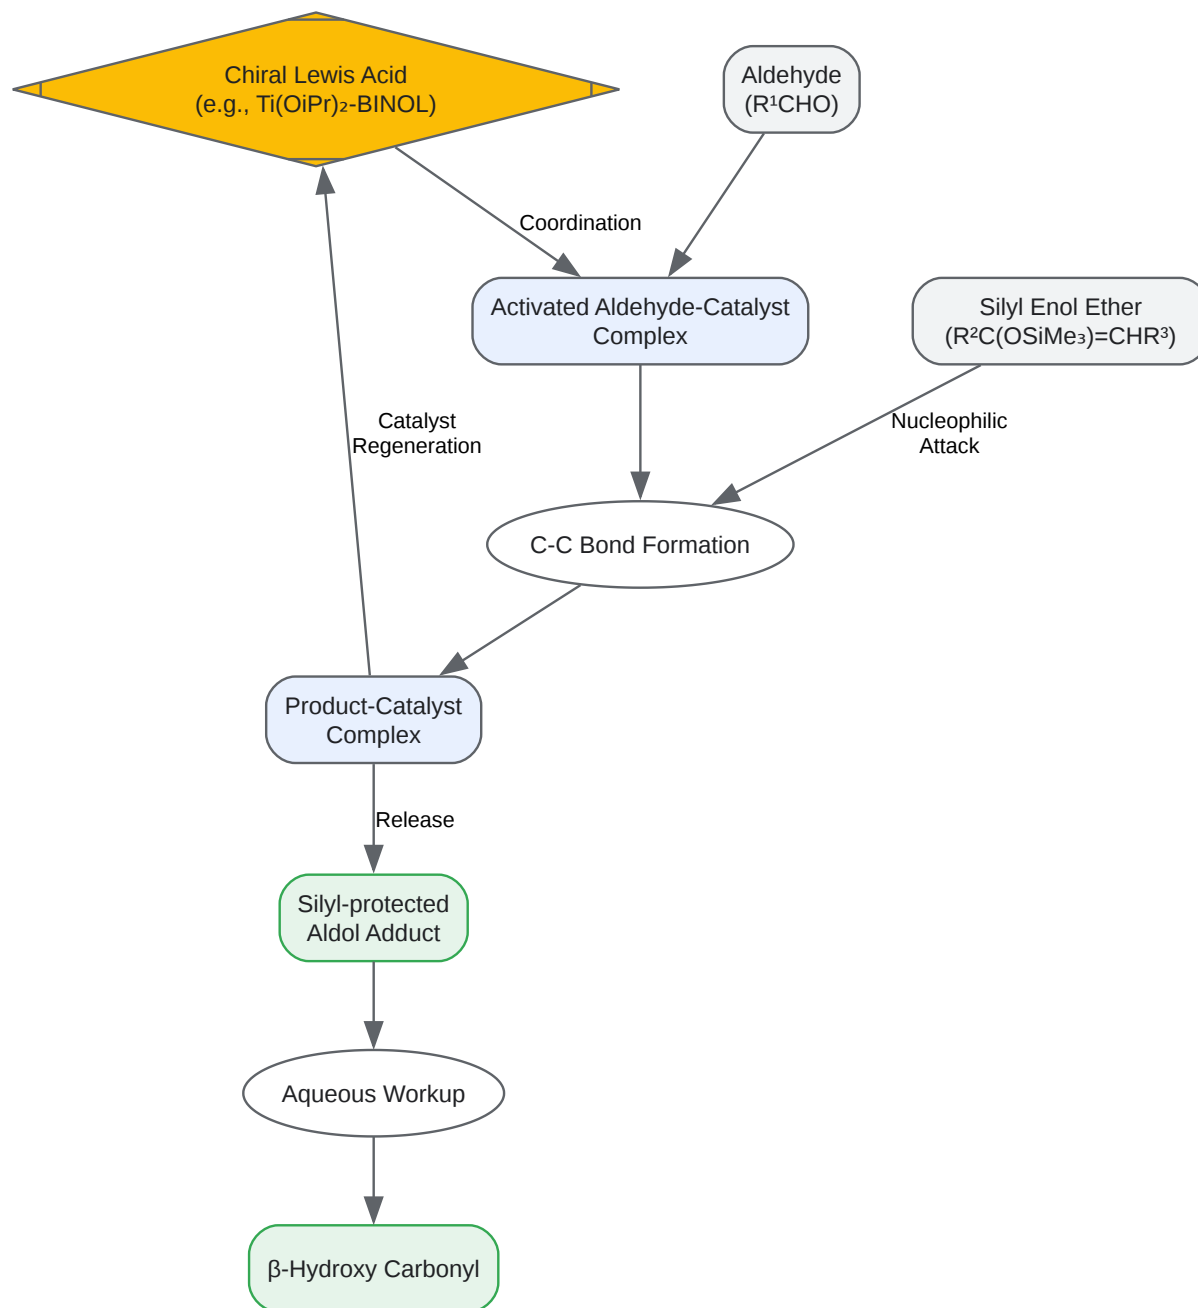 Chiral Lewis Acid
(e.g., Ti(OiPr)₂-BINOL)
Aldehyde
(R¹CHO)
Coordination
Activated Aldehyde-Catalyst
Complex
Silyl Enol Ether
(R²C(OSiMe₃)=CHR³)
Catalyst
Regeneration
Nucleophilic
Attack
C-C Bond Formation
Product-Catalyst
Complex
Release
Silyl-protected
Aldol Adduct
Aqueous Workup
β-Hydroxy Carbonyl